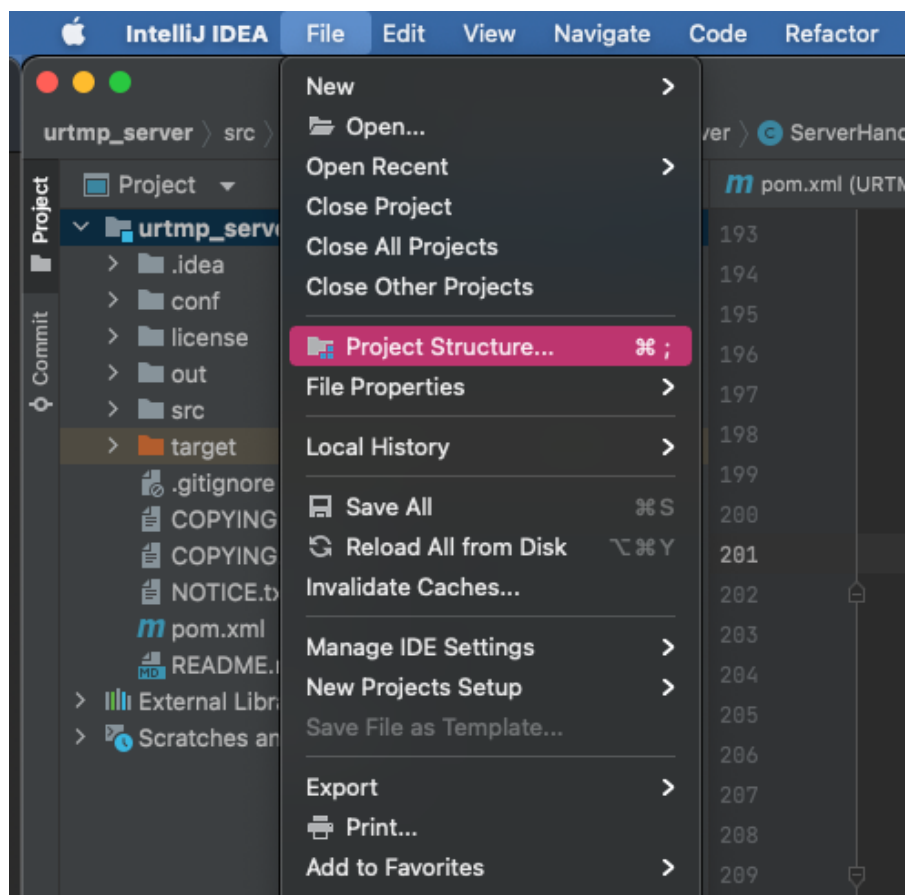 IntelliJ IDEA File Edit View Navigate Code Refactor
urtmp_server 〉 src 〉
ver 〉 C ServerHand
Project
Commit
Project
urtmp_serve
.idea
conf
license
out
src
target
.gitignore
COPYING
COPYING
NOTICE.tx
m pom.xml
MD README.
External Libr
Scratches an
New
Open...
Open Recent
Close Project
Close All Projects
Close Other Projects
Project Structure... ⌘ ;
File Properties
Local History
Save All ⌘ S
Reload All from Disk ⌥ ⌘ Y
Invalidate Caches...
Manage IDE Settings
New Projects Setup
Save File as Template...
Export
Print...
Add to Favorites
m pom.xml (URTM
193
194
195
196
197
198
199
200
201
202
203
204
205
206
207
208
209